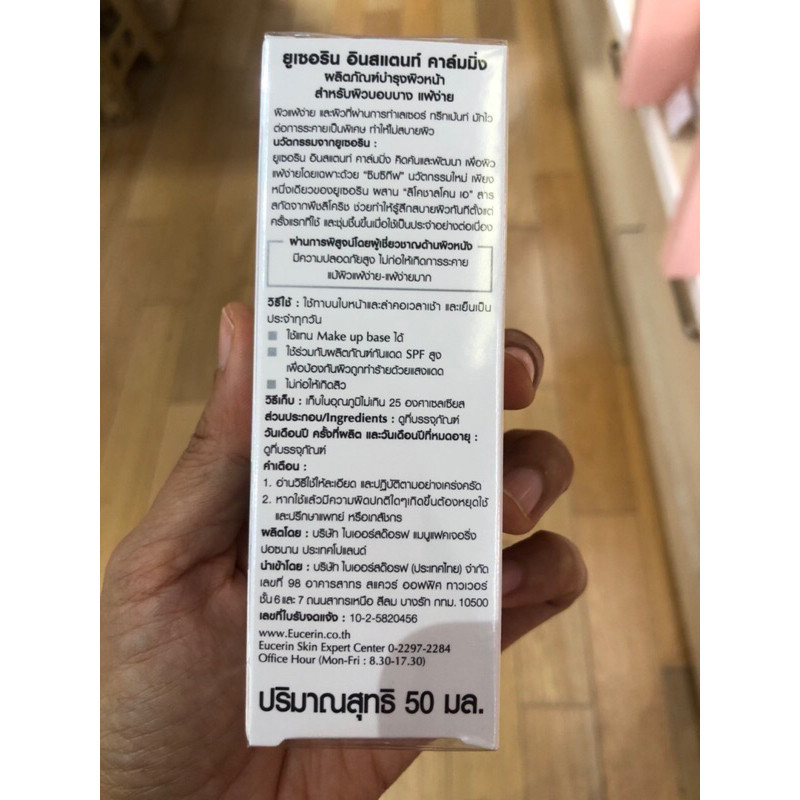 ยูเซอริน อินสแตนท์ คาล์มมิ่ง
ผลิตภัณฑ์บำรุงผิวหน้า
สำหรับผิวบอบบาง แพ้ง่าย
ผิวแพ้ง่าย และผิวที่ผ่านการทำเลเซอร์ ทรีทเม้นท์ มักไว
ต่อการระคายเป็นพิเศษ ทำให้ไม่สบายผิว
นวัตกรรมจากยูเซอริน :
ยูเซอริน อินสแตนท์ คาล์มมิ่ง คิดค้นและพัฒนา เพื่อผิว
แพ้ง่ายโดยเฉพาะด้วย "ซิมซิทีฟ" นวัตกรรมใหม่ เพียง
หนึ่งเดียวของยูเซอริน ผสาน "ลิโคชาลโคน เอ" สาร
สกัดจากพืชลิโคริช ช่วยทำให้รู้สึกสบายผิวทันทีตั้งแต่
ครั้งแรกที่ใช้ และชุ่มชื้นขึ้นเมื่อใช้เป็นประจำอย่างต่อเนื่อง
ผ่านการพิสูจน์โดยผู้เชี่ยวชาญด้านผิวหนัง
มีความปลอดภัยสูง ไม่ก่อให้เกิดการระคาย
แม้ผิวแพ้ง่าย-แพ้ง่ายมาก
วิธีใช้ : ใช้ทาบนใบหน้าและลำคอเวลาเช้า และเย็นเป็น
ประจำทุกวัน
ใช้แทน Make up base ได้
ใช้ร่วมกับผลิตภัณฑ์กันแดด SPF สูง
เพื่อป้องกันผิวถูกทำร้ายด้วยแสงแดด
ไม่ก่อให้เกิดสิว
วิธีเก็บ : เก็บในอุณภูมิไม่เกิน 25 องศาเซลเซียส
ส่วนประกอบ/Ingredients : ดูที่บรรจุภัณฑ์
วันเดือนปี ครั้งที่ผลิต และวันเดือนปีที่หมดอายุ :
ดูที่บรรจุภัณฑ์
คำเตือน :
1. อ่านวิธีใช้ให้ละเอียด และปฏิบัติตามอย่างเคร่งครัด
2. หากใช้แล้วมีความผิดปกติใดๆเกิดขึ้นต้องหยุดใช้
และปรึกษาแพทย์ หรือเภสัชกร
ผลิตโดย : บริษัท ไบเออร์สด๊อรฟ แมนูแฟคเจอริ่ง
ปอซนาน ประเทศโปแลนด์
นำเข้าโดย : บริษัท ไบเออร์สด๊อรฟ (ประเทศไทย) จำกัด
เลขที่ 98 อาคารสาทร สแควร์ ออฟฟิศ ทาวเวอร์
ชั้น 6 และ 7 ถนนสาทรเหนือ สีลม บางรัก กทม. 10500
เลขที่ใบรับจดแจ้ง : 10-2-5820456
www.Eucerin.co.th
Eucerin Skin Expert Center 0-2297-2284
Office Hour (Mon-Fri : 8.30-17.30)
ปริมาณสุทธิ 50 มล.